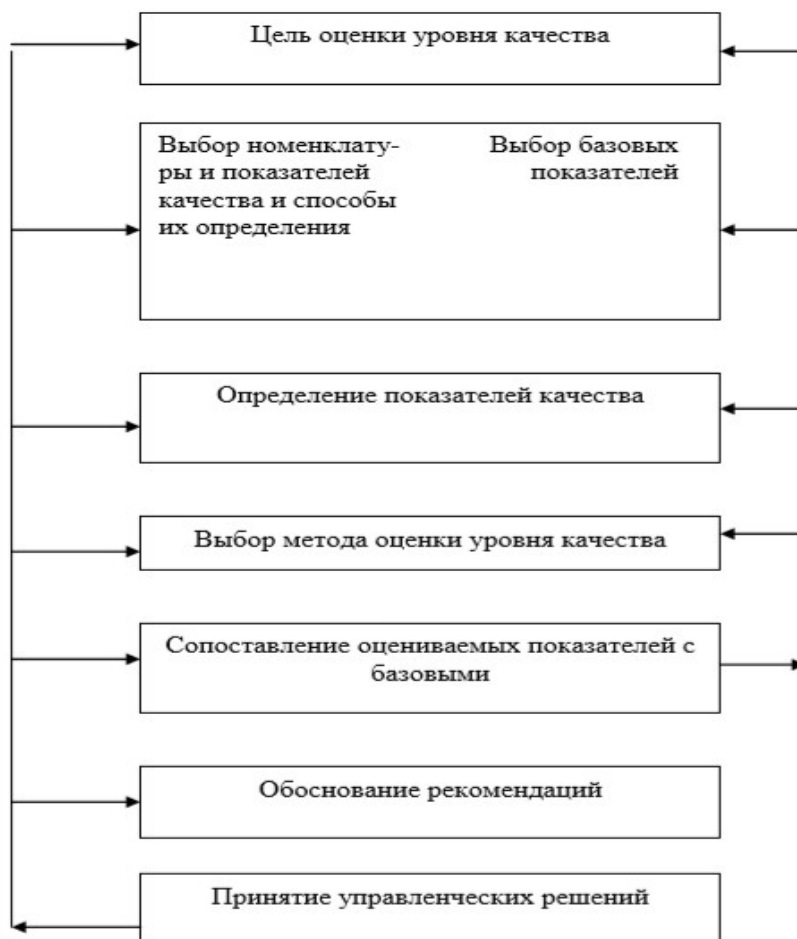 Цель оценки уровня качества
Выбор номенклату-
ры и показателей
качества и способы
их определения
Выбор базовых
показателей
Определение показателей качества
Выбор метода оценки уровня качества
Сопоставление оцениваемых показателей с
базовыми
Обоснование рекомендаций
Принятие управленческих решений